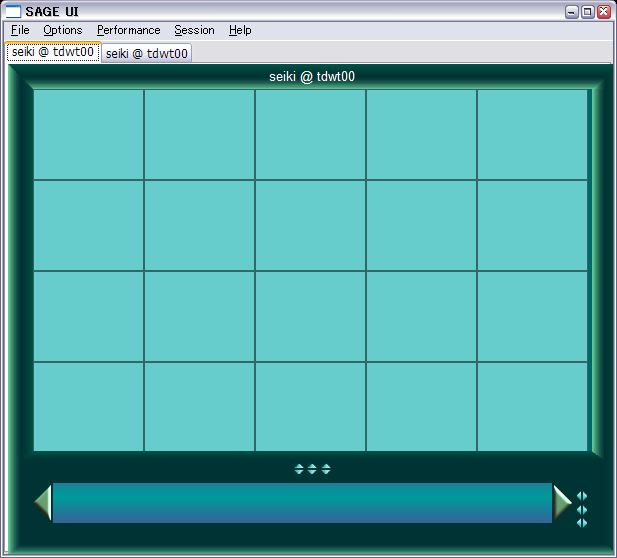 SAGE UI
File Options Performance Session Help
seiki @ tdwt00 seiki @ tdwt00
seiki @ tdwt00